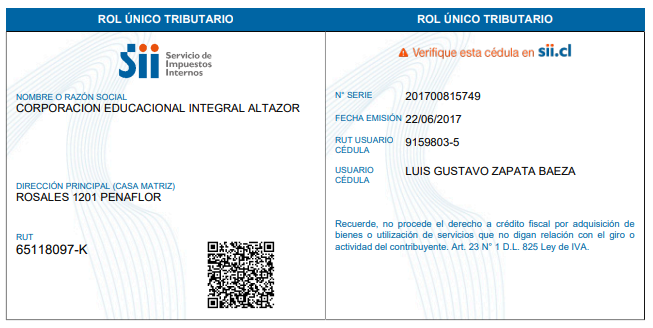 ROL ÚNICO TRIBUTARIO
sii Servicio de
Impuestos
Internos
NOMBRE O RAZÓN SOCIAL
CORPORACION EDUCACIONAL INTEGRAL ALTAZOR
DIRECCIÓN PRINCIPAL (CASA MATRIZ)
ROSALES 1201 PENAFLOR
RUT
65118097-K
ROL ÚNICO TRIBUTARIO
Verifique esta cédula en sii.cl
N° SERIE 201700815749
FECHA EMISIÓN 22/06/2017
RUT USUARIO
CÉDULA 9159803-5
USUARIO
CÉDULA LUIS GUSTAVO ZAPATA BAEZA
Recuerde, no procede el derecho a crédito fiscal por adquisición de
bienes o utilización de servicios que no digan relación con el giro o
actividad del contribuyente. Art. 23 N° 1 D.L. 825 Ley de IVA.